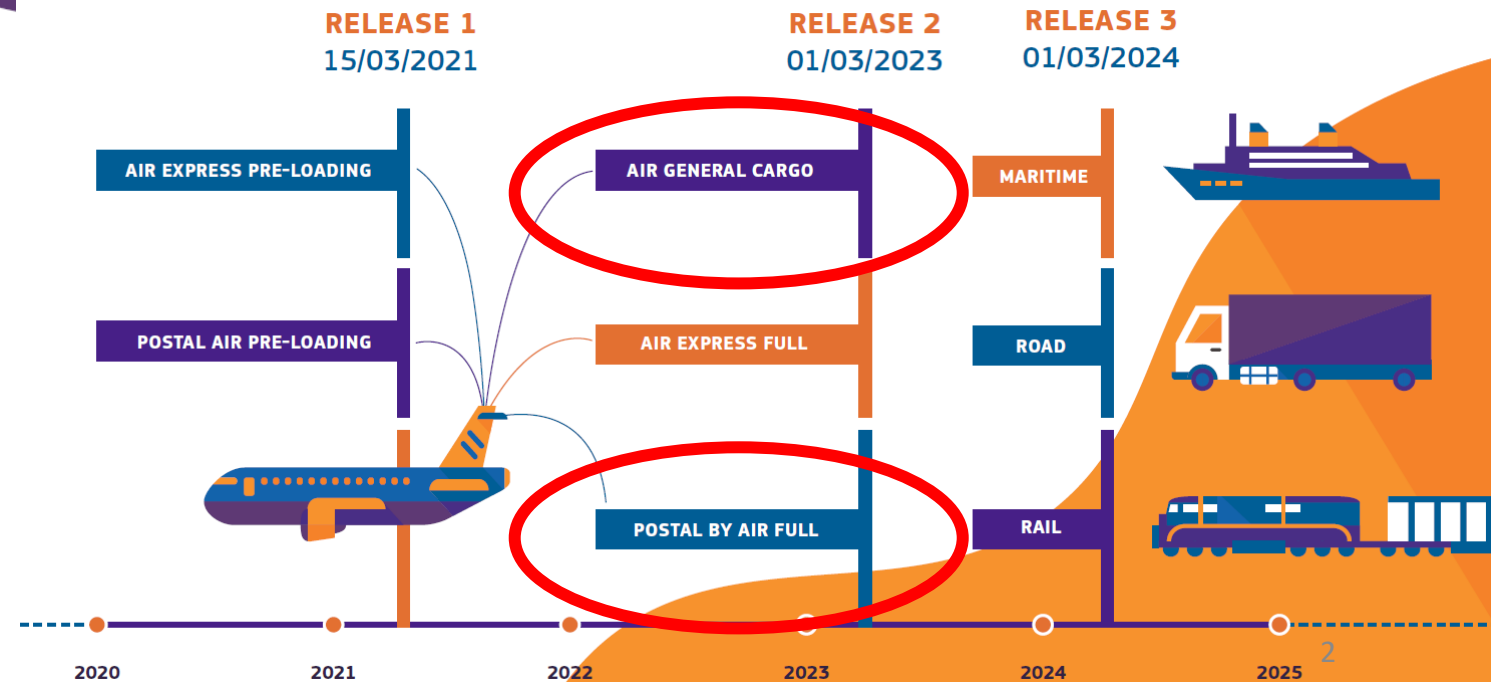 RELEASE 1
15/03/2021
RELEASE 2
01/03/2023
RELEASE 3
01/03/2024
AIR EXPRESS PRE-LOADING
AIR GENERAL CARGO
MARITIME
POSTAL AIR PRE-LOADING
AIR EXPRESS FULL
ROAD
POSTAL BY AIR FULL
RAIL
2020
2021
2022
2023
2024
2025
2